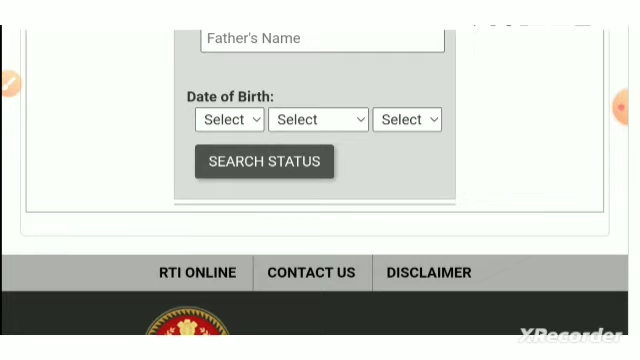 Father's Name
Date of Birth:
Select Select Select
SEARCH STATUS
RTI ONLINE CONTACT US DISCLAIMER
XRecorder